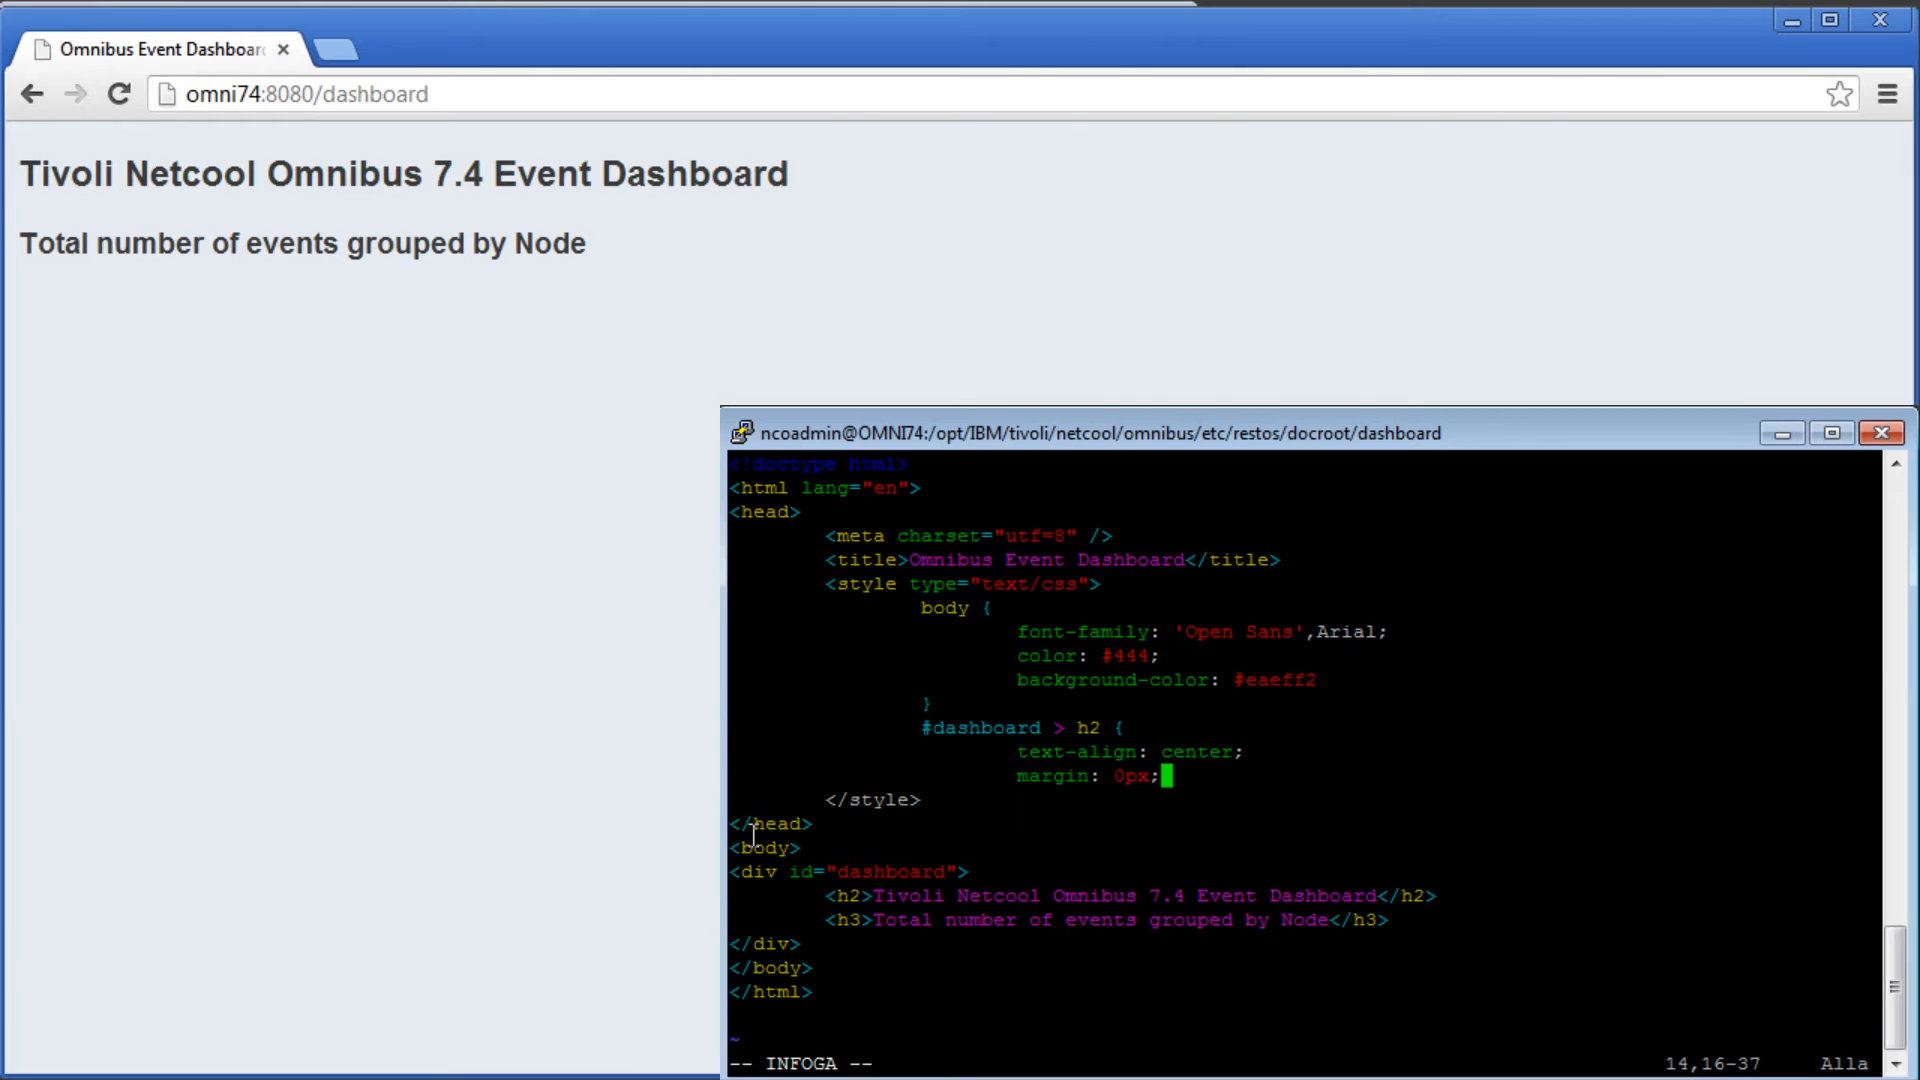 Omnibus Event Dashboar
omni74:8080/dashboard
Tivoli Netcool Omnibus 7.4 Event Dashboard
Total number of events grouped by Node
ncoadmin@OMNI74:/opt/IBM/tivoli/netcool/omnibus/etc/restos/docroot/dashboard
<!doctype html>
<html lang="en">
<head>
<meta charset="utf=8" />
<title>Omnibus Event Dashboard</title>
<style type="text/css">
body {
font-family: 'Open Sans',Arial;
color: #444;
background-color: #eaeff2
}
#dashboard > h2 {
text-align: center;
margin: 0px;
</style>
</head>
<body>
<div id="dashboard">
<h2>Tivoli Netcool Omnibus 7.4 Event Dashboard</h2>
<h3>Total number of events grouped by Node</h3>
</div>
</body>
</html>
~
-- INFOGA --
14,16-37 Alla